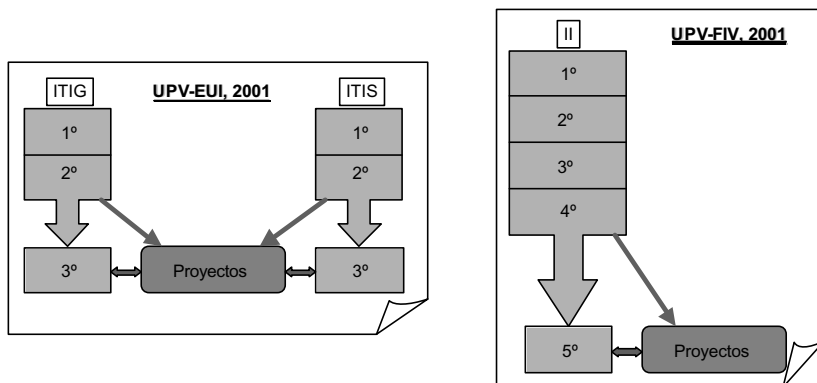 ITIG
UPV-EUI, 2001
ITIS
1º
1º
2º
2º
3º
Proyectos
3º
II
UPV-FIV, 2001
1º
2º
3º
4º
5º
Proyectos